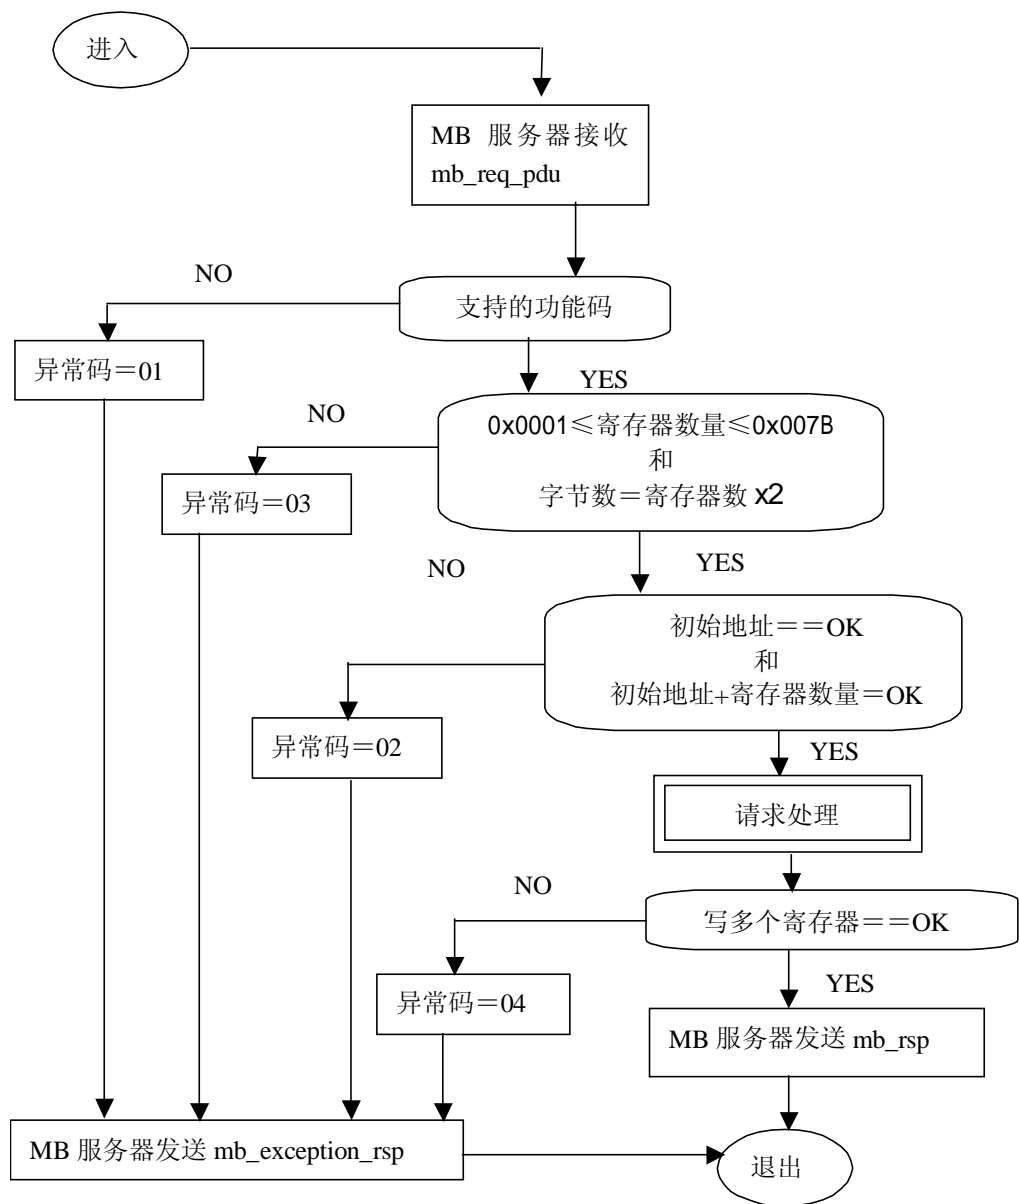 进入
MB 服务器接收
mb_req_pdu
NO
支持的功能码
异常码＝01
YES
NO
0x0001≤寄存器数量≤0x007B
和
字节数＝寄存器数 x2
异常码＝03
NO
YES
初始地址＝＝OK
和
初始地址+寄存器数量＝OK
异常码＝02
YES
请求处理
NO
写多个寄存器＝＝OK
异常码＝04
YES
MB 服务器发送 mb_rsp
MB 服务器发送 mb_exception_rsp
退出